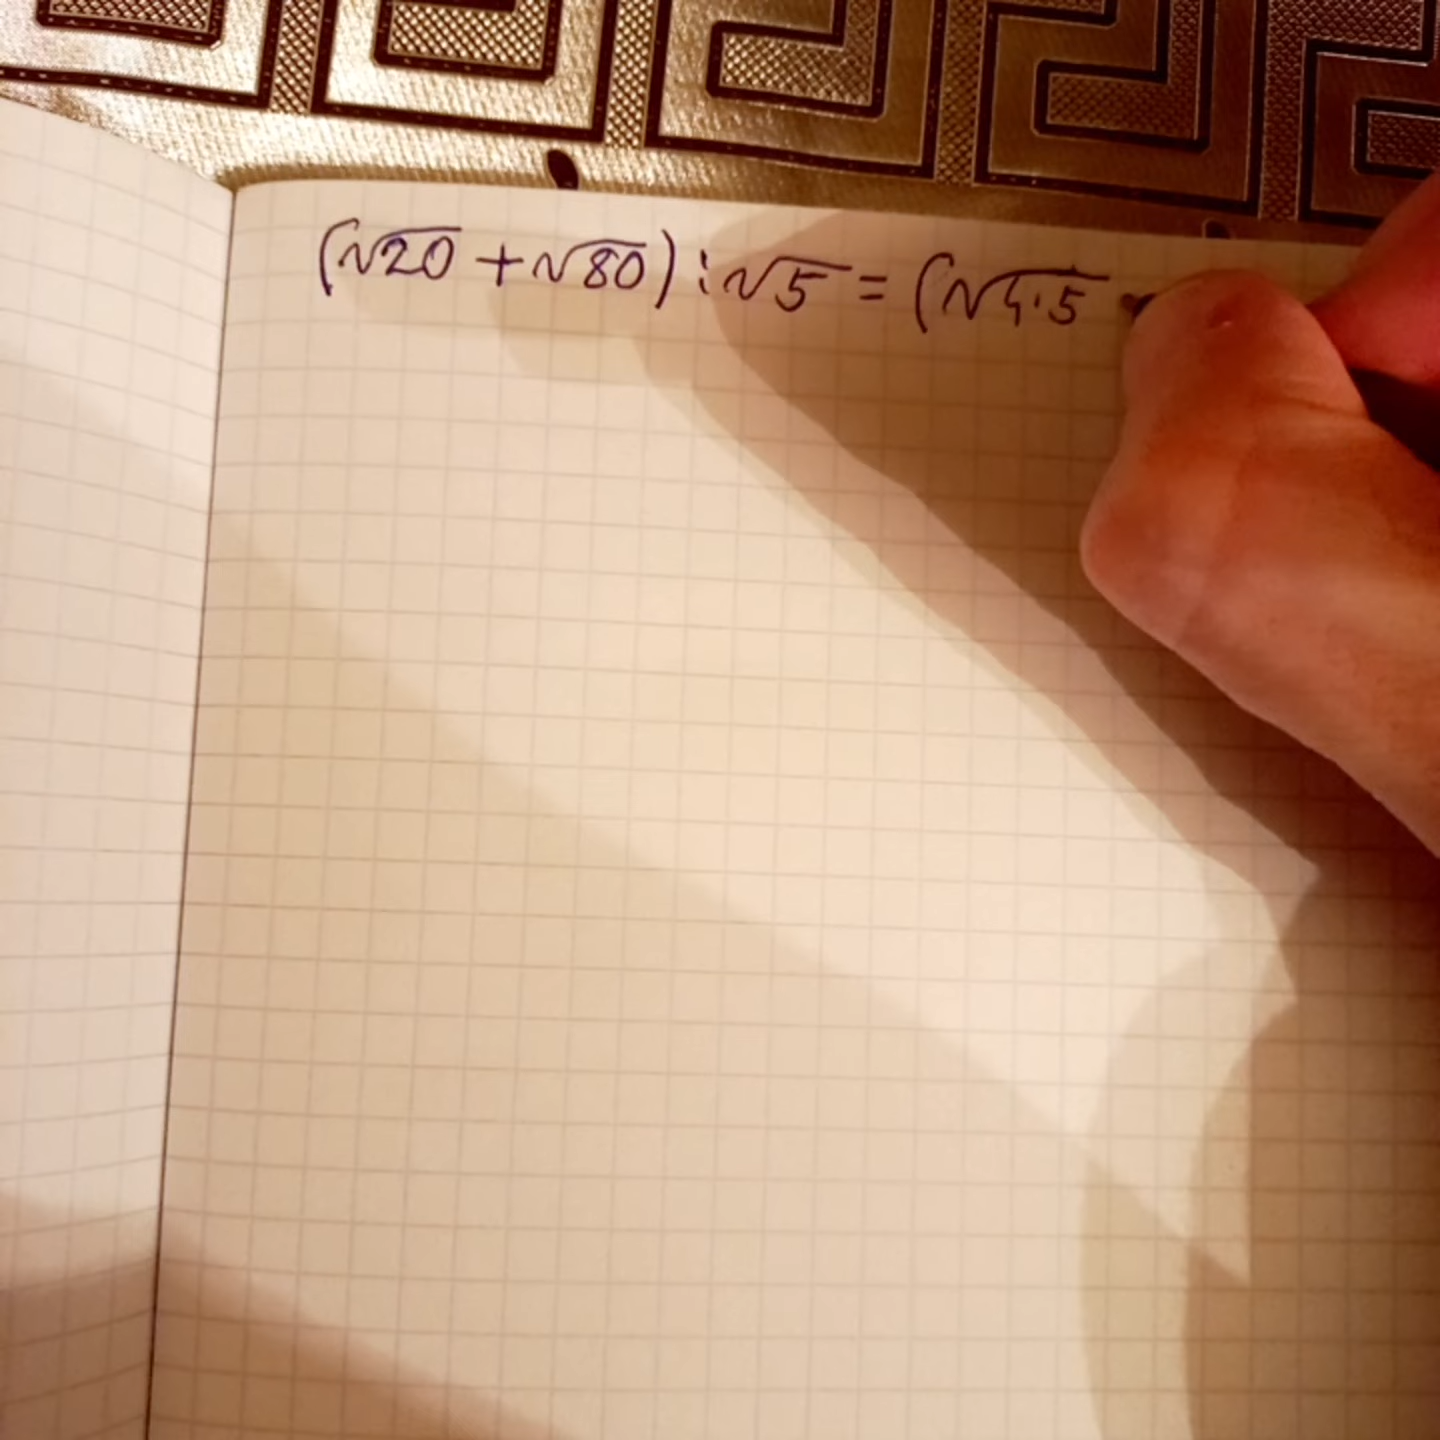 (√20 + √80) : √5 = (√4·5